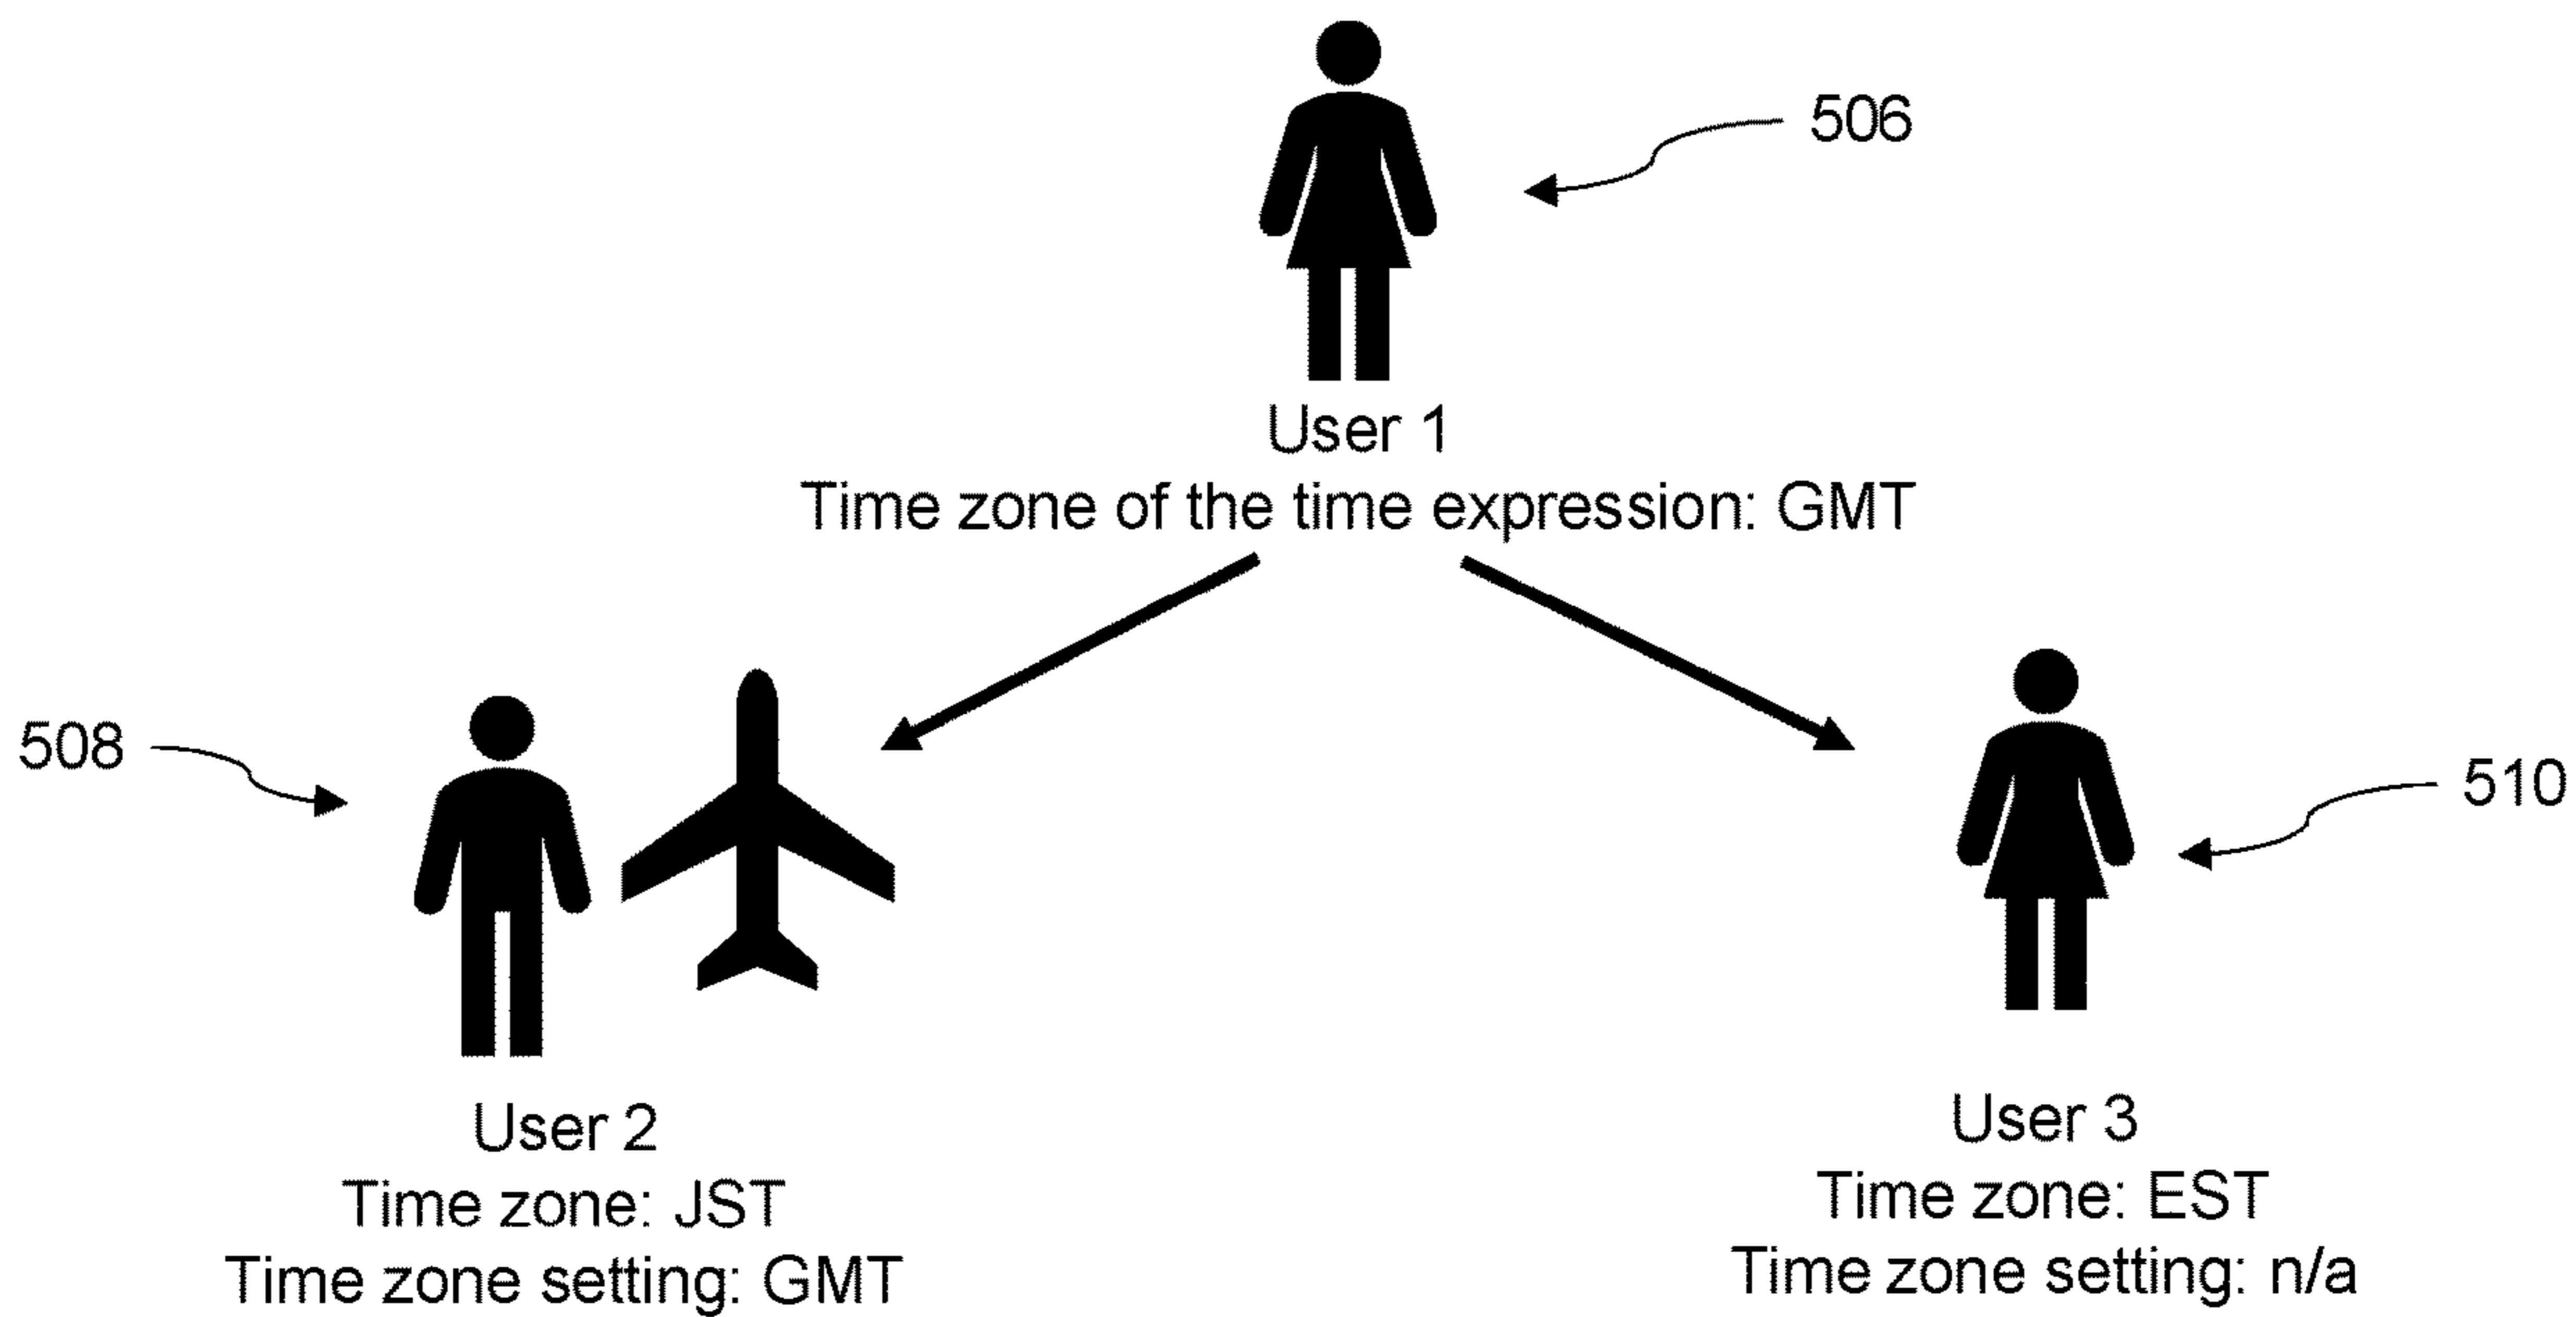 506
User 1
Time zone of the time expression: GMT
508
510
User 2
Time zone: JST
Time zone setting: GMT
User 3
Time zone: EST
Time zone setting: n/a